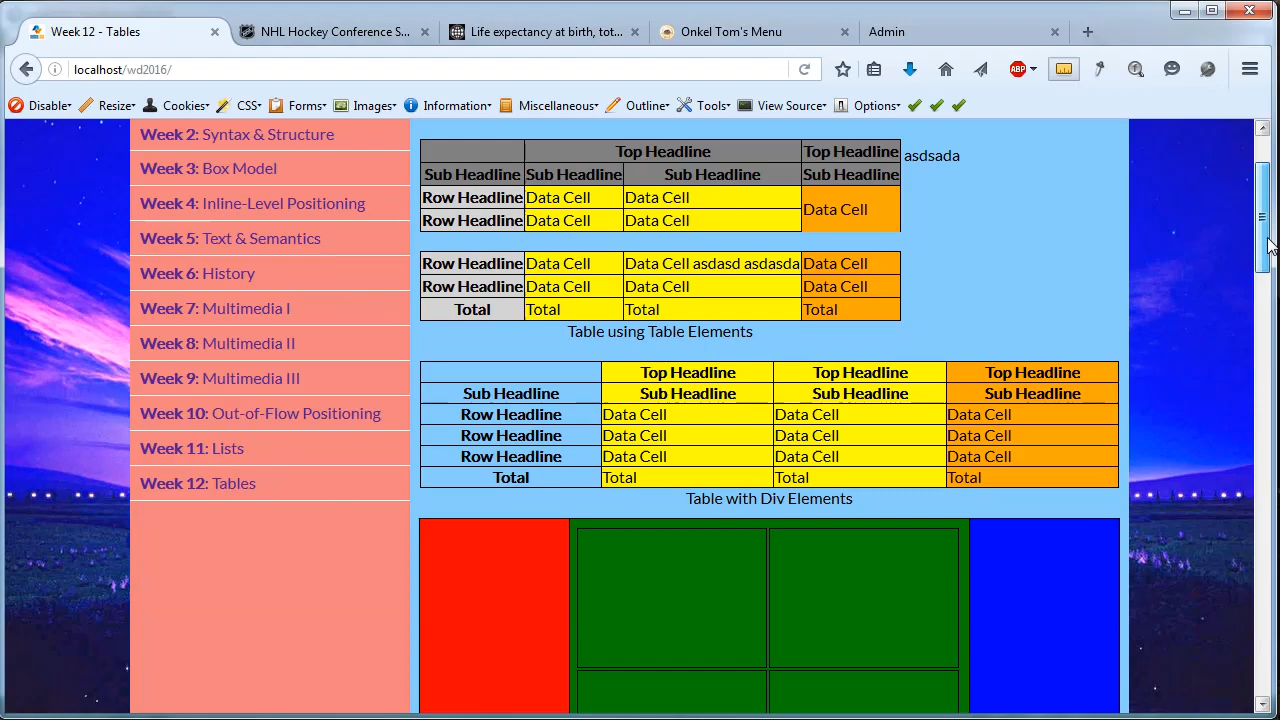 Week 12 - Tables
NHL Hockey Conference S...
Life expectancy at birth, tot...
Onkel Tom's Menu
Admin
localhost/wd2016/
ABP
Disable
Resize
Cookies
CSS
Forms
Images
Information
Miscellaneous
Outline
Tools
View Source
Options
Week 2: Syntax & Structure
Week 3: Box Model
Week 4: Inline-Level Positioning
Week 5: Text & Semantics
Week 6: History
Week 7: Multimedia I
Week 8: Multimedia II
Week 9: Multimedia III
Week 10: Out-of-Flow Positioning
Week 11: Lists
Week 12: Tables
Top Headline Top Headline asdsada
Sub Headline Sub Headline Sub Headline Sub Headline
Row Headline Data Cell Data Cell Data Cell
Row Headline Data Cell Data Cell
Row Headline Data Cell Data Cell asdasd asdasda Data Cell
Row Headline Data Cell Data Cell Data Cell
Total Total Total Total
Table using Table Elements
Top Headline Top Headline Top Headline
Sub Headline Sub Headline Sub Headline Sub Headline
Row Headline Data Cell Data Cell Data Cell
Row Headline Data Cell Data Cell Data Cell
Row Headline Data Cell Data Cell Data Cell
Total Total Total Total
Table with Div Elements